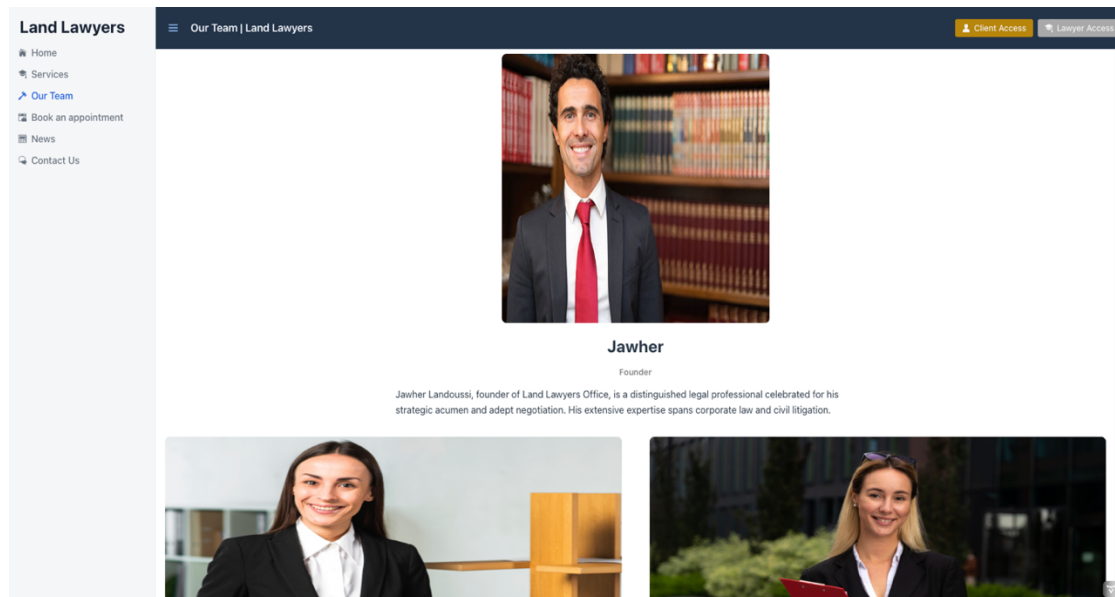 Land Lawyers
Home
Services
Our Team
Book an appointment
News
Contact Us
Our Team | Land Lawyers
Client Access
Lawyer Access
Jawher
Founder
Jawher Landoussi, founder of Land Lawyers Office, is a distinguished legal professional celebrated for his
strategic acumen and adept negotiation. His extensive expertise spans corporate law and civil litigation.